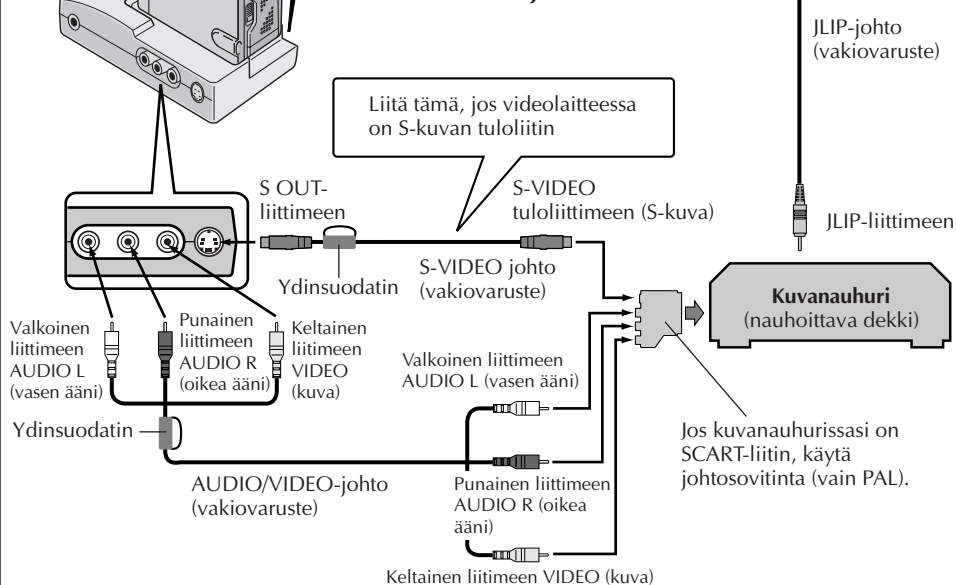 JLIP-johto
(vakiovaruste)
Liitä tämä, jos videolaitteessa
on S-kuvan tuloliitin
S OUT-
liittimeen
S-VIDEO
tuloliittimeen (S-kuva)
JLIP-liittimeen
Ydinsuodatin
S-VIDEO johto
(vakiovaruste)
Kuvanauhuri
(nauhoittava dekki)
Valkoinen
liittimeen
AUDIO L
(vasen ääni)
Punainen
liittimeen
AUDIO R
(oikea ääni)
Keltainen
liitimeen
VIDEO
(kuva)
Valkoinen liittimeen
AUDIO L (vasen ääni)
Ydinsuodatin
Jos kuvanauhurissasi on
SCART-liitin, käytä
johtosovitinta (vain PAL).
AUDIO/VIDEO-johto
(vakiovaruste)
Punainen liittimeen
AUDIO R (oikea
ääni)
Keltainen liitimeen VIDEO (kuva)